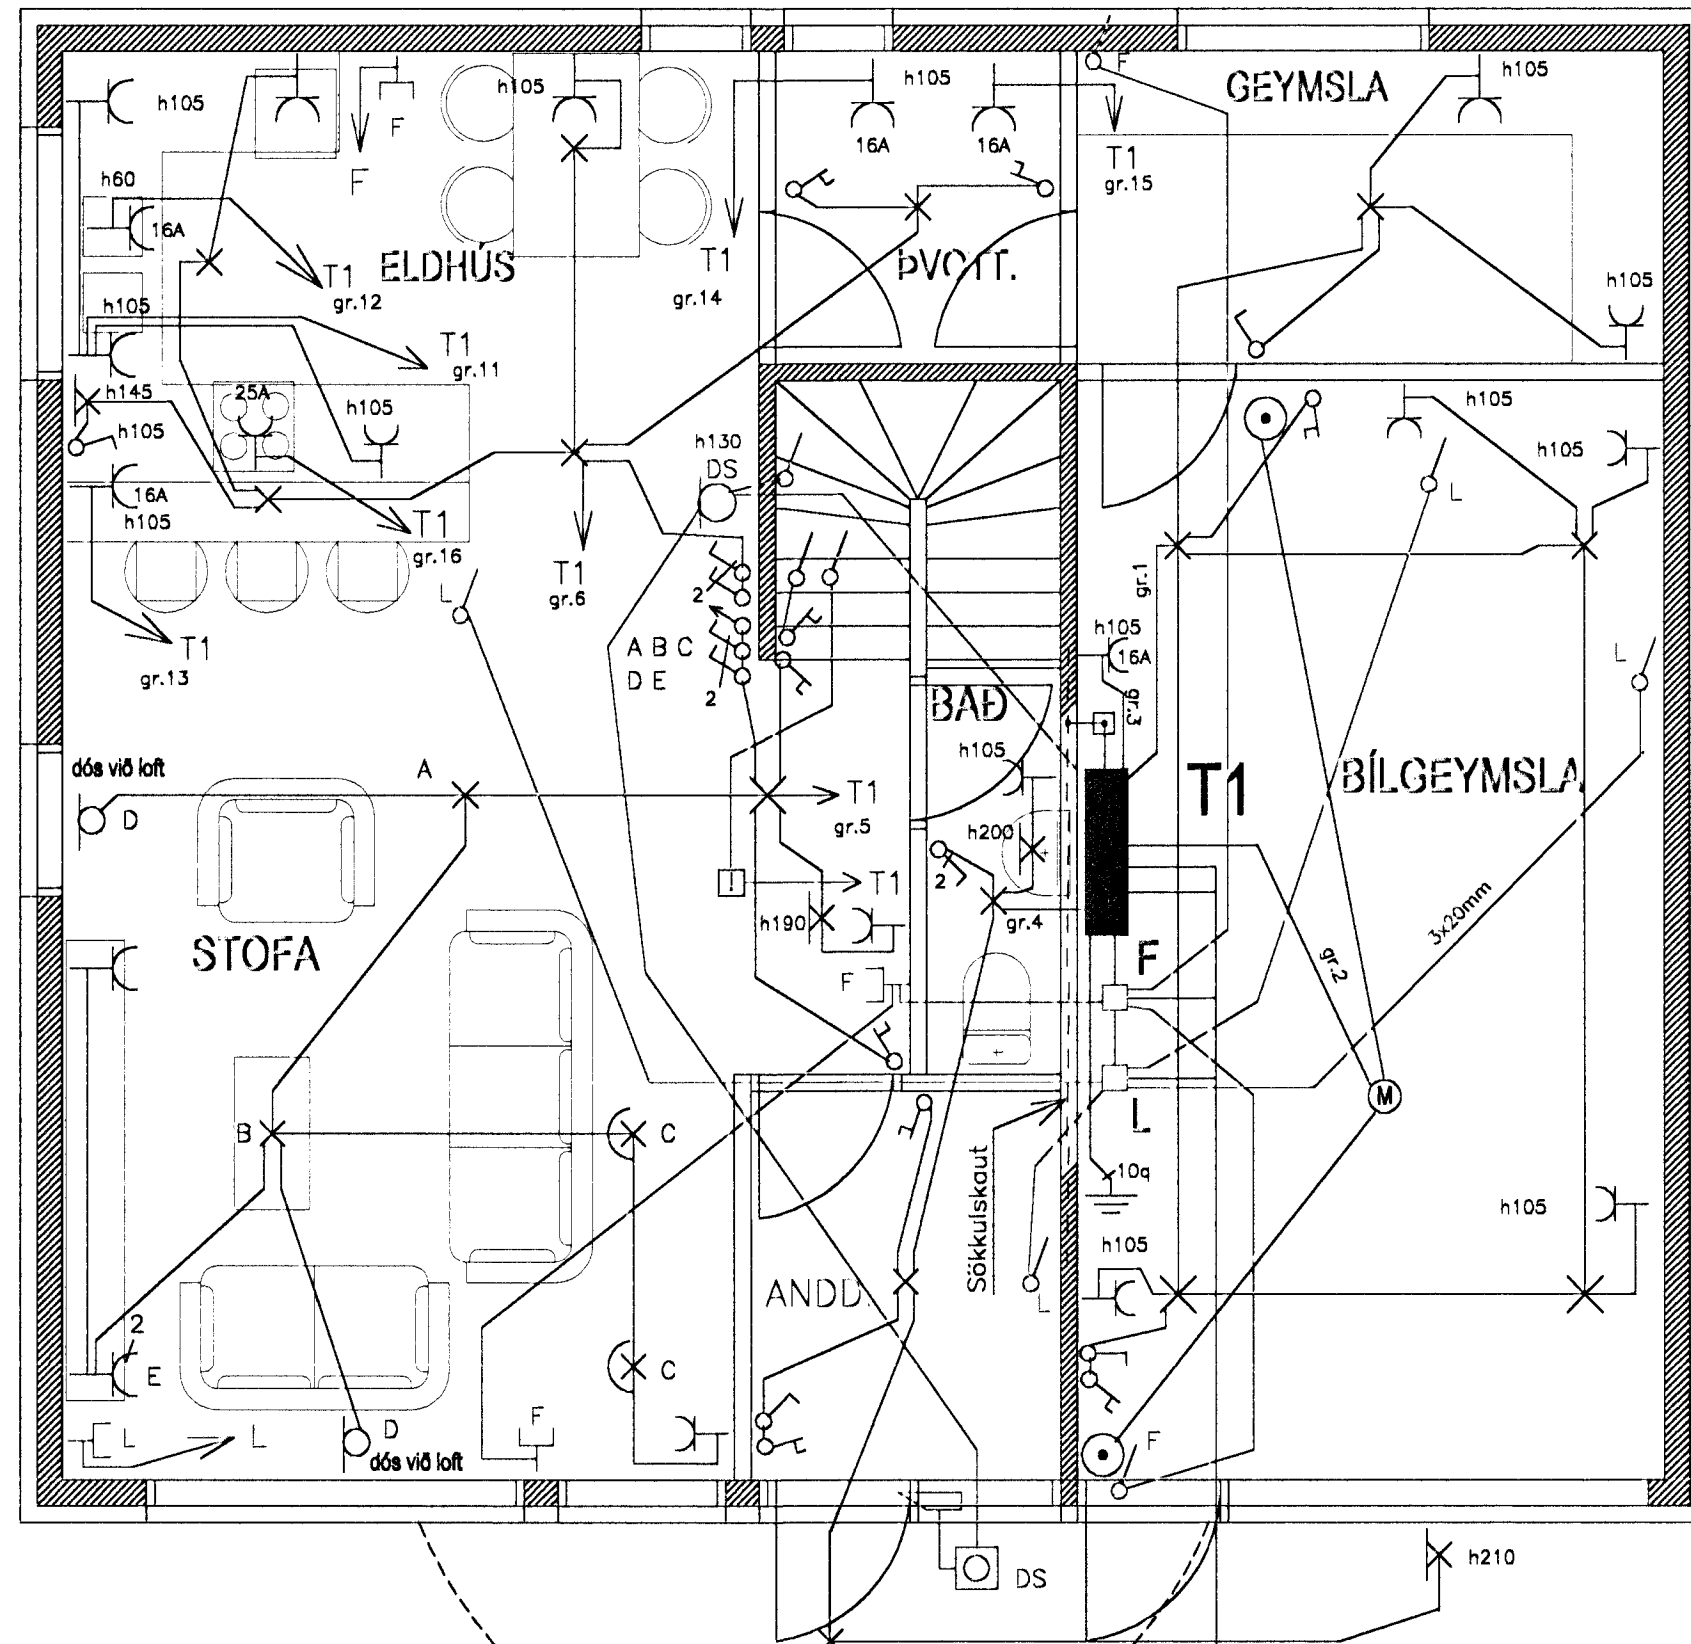 h105
F
F
h105
h105
16A
16A
F
GEYMSLA
h105
T1
gr.15
h60
16A
T1
gr.12
ELDHÚS
T1
gr.14
ÞVOTT.
h105
h105
T1
gr.11
h145
h105
25A
h105
16A
h105
T1
gr.16
h130
DS
h105
h105
L
L
T1
gr.6
2
A B C
D E
2
gr.1
h105
16A
gr.3
L
T1
gr.13
BAÐ
h105
dós við loft
D
A
T1
gr.5
T1
BÍLGEYMSLA
h200
2
T1
gr.4
h190
STOFA
F
F
3x20mm
gr.2
M
L
B
C
Sökkulskaut
10q
h105
h105
ANDD.
L
2
E
C
L
L
D
dós við loft
F
F
DS
h210